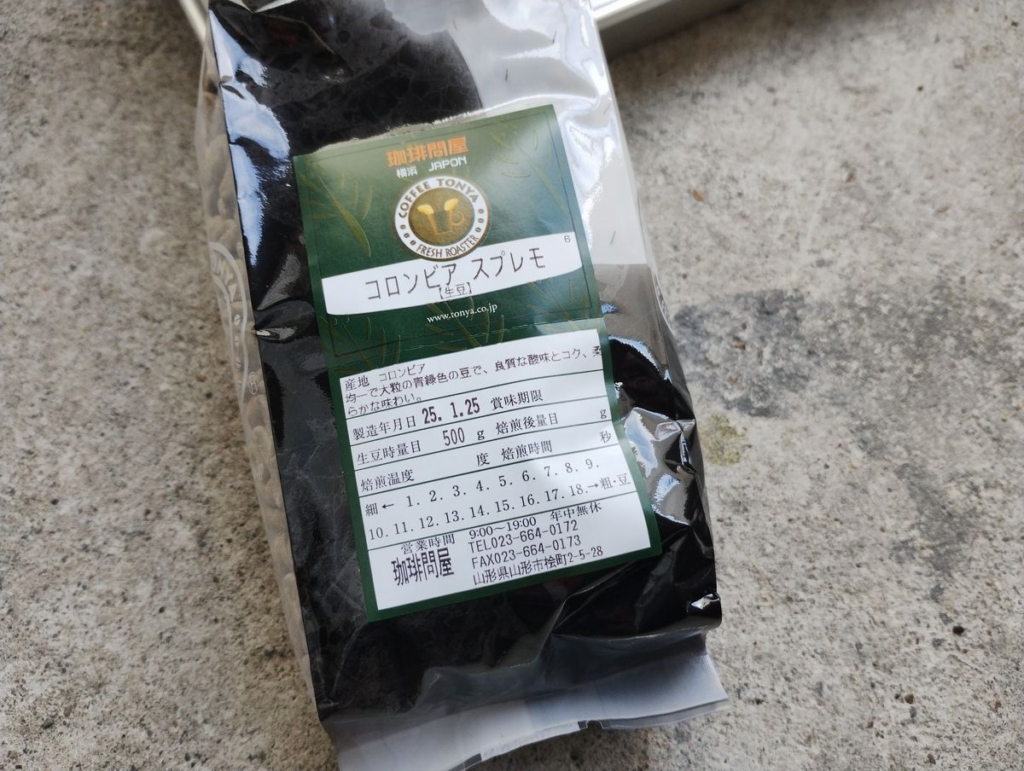 珈琲問屋
横浜 JAPON
COFFEE TONYA
FRESH ROASTER
6
コロンビア スプレモ
【生豆】
www.tonya.co.jp
産地 コロンビア
均一で大粒の青緑色の豆で、良質な酸味とコク、柔
らかな味わい。
製造年月日 25.1.25 賞味期限
生豆時量目 500 g 焙煎後量目 g
焙煎温度 度 焙煎時間 秒
細← 1. 2. 3. 4. 5. 6. 7. 8. 9.
10. 11. 12. 13. 14. 15. 16. 17. 18.→粗・豆
営業時間 9:00〜19:00 年中無休
珈琲問屋
TEL023-664-0172
FAX023-664-0173
山形県山形市桧町2-5-28